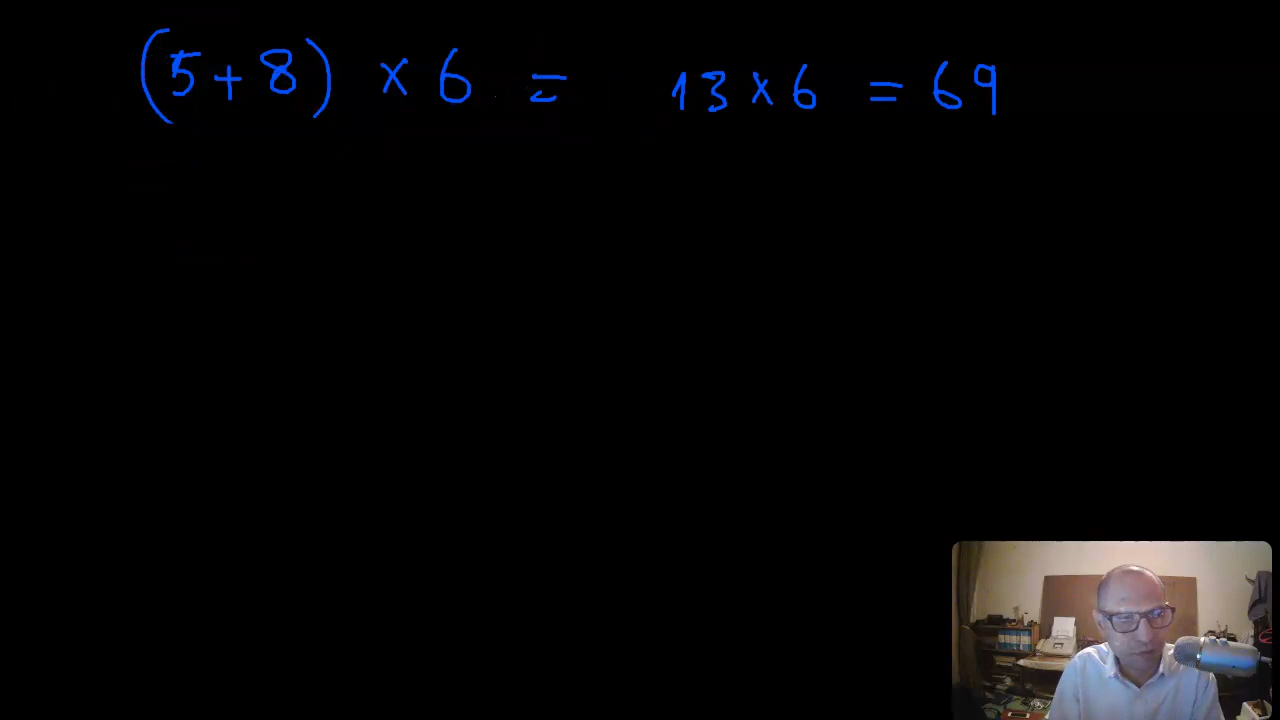 (5+8) × 6 = 13 × 6 = 69